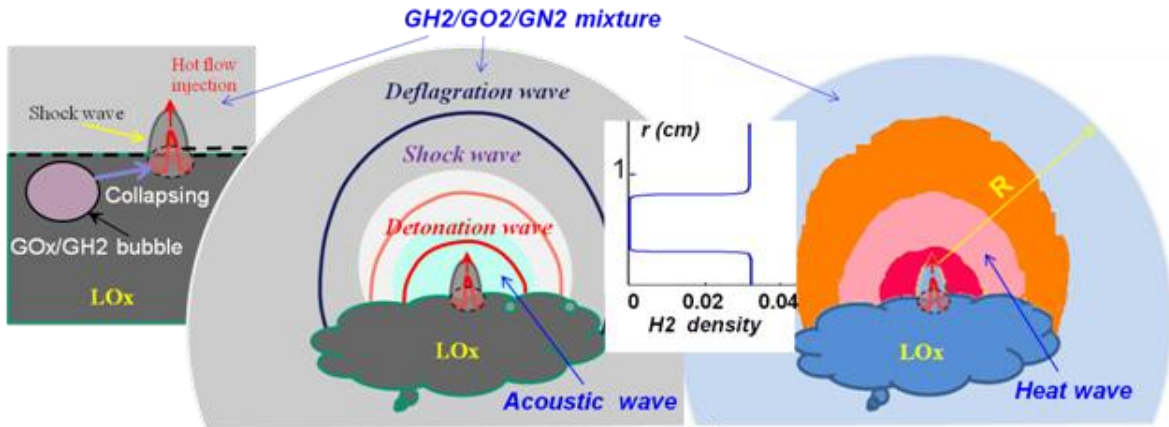 GH2/GO2/GN2 mixture
Hot flow
injection
Shock wave
Collapsing
GOx/GH2 bubble
LOx
Deflagration wave
Shock wave
Detonation wave
LOx
Acoustic wave
r (cm)
1
0 0.02 0.04
H2 density
R
LOx
Heat wave